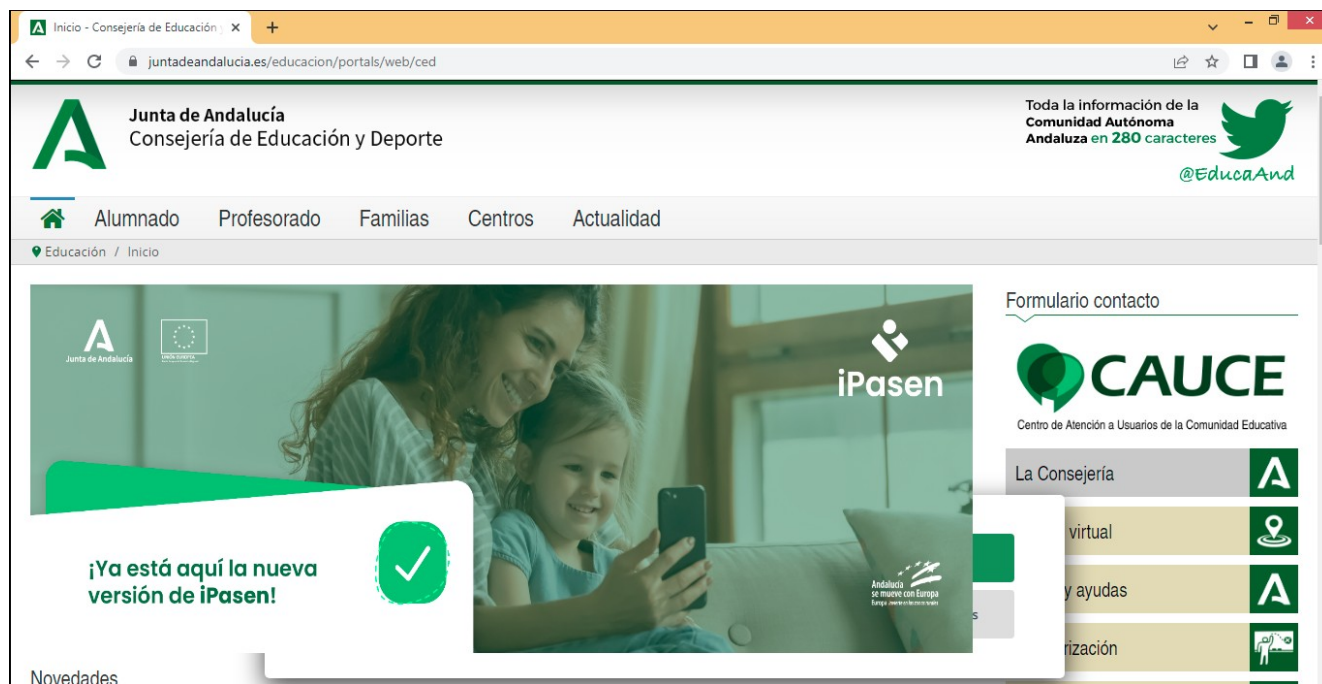 Inicio - Consejería de Educación
juntadeandalucia.es/educacion/portals/web/ced
Junta de Andalucía
Consejería de Educación y Deporte
Toda la información de la
Comunidad Autónoma
Andaluza en 280 caracteres
@EducaAnd
Alumnado Profesorado Familias Centros Actualidad
Educación / Inicio
Junta de Andalucía
iPasen
¡Ya está aquí la nueva
versión de iPasen!
Andalucía
se mueve con Europa
Formulario contacto
CAUCE
Centro de Atención a Usuarios de la Comunidad Educativa
La Consejería
virtual
y ayudas
rización
s
Novedades